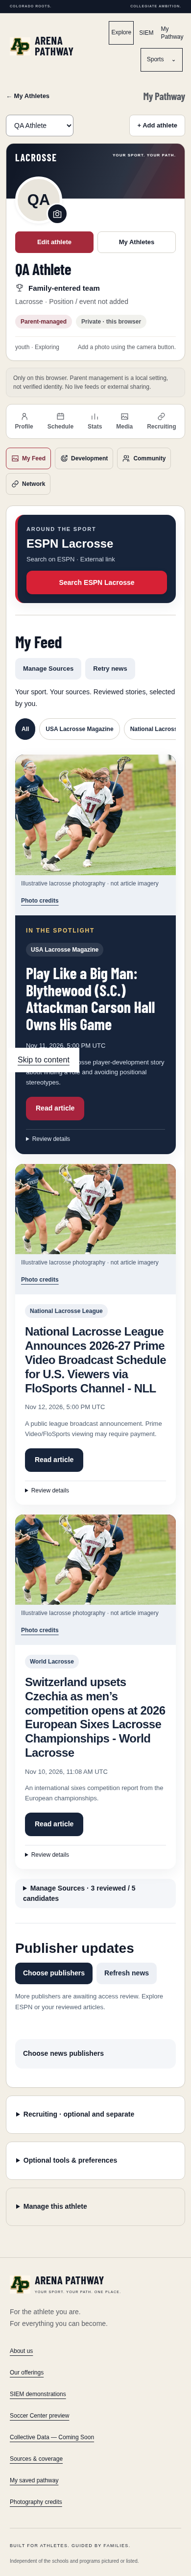 COLORADO ROOTS.
COLLEGIATE AMBITION.
AP
ARENA
PATHWAY
Explore
SIEM
My
Pathway
Sports
← My Athletes
My Pathway
QA Athlete
+ Add athlete
LACROSSE
YOUR SPORT. YOUR PATH.
QA
Edit athlete
My Athletes
QA Athlete
Family-entered team
Lacrosse · Position / event not added
Parent-managed
Private · this browser
youth · Exploring
Add a photo using the camera button.
Only on this browser. Parent management is a local setting,
not verified identity. No live feeds or external sharing.
Profile
Schedule
Stats
Media
Recruiting
My Feed
Development
Community
Network
AROUND THE SPORT
ESPN Lacrosse
Search on ESPN · External link
Search ESPN Lacrosse
My Feed
Manage Sources
Retry news
Your sport. Your sources. Reviewed stories, selected
by you.
All
USA Lacrosse Magazine
National Lacross
Illustrative lacrosse photography · not article imagery
Photo credits
IN THE SPOTLIGHT
USA Lacrosse Magazine
Play Like a Big Man:
Blythewood (S.C.)
Attackman Carson Hall
Owns His Game
Nov 11, 2026, 5:00 PM UTC
Skip to content
sse player-development story
about finding a role and avoiding positional
stereotypes.
Read article
Review details
Illustrative lacrosse photography · not article imagery
Photo credits
National Lacrosse League
National Lacrosse League
Announces 2026-27 Prime
Video Broadcast Schedule
for U.S. Viewers via
FloSports Channel - NLL
Nov 12, 2026, 5:00 PM UTC
A public league broadcast announcement. Prime
Video/FloSports viewing may require payment.
Read article
Review details
Illustrative lacrosse photography · not article imagery
Photo credits
World Lacrosse
Switzerland upsets
Czechia as men’s
competition opens at 2026
European Sixes Lacrosse
Championships - World
Lacrosse
Nov 10, 2026, 11:08 AM UTC
An international sixes competition report from the
European championships.
Read article
Review details
Manage Sources · 3 reviewed / 5
candidates
Publisher updates
Choose publishers
Refresh news
More publishers are awaiting access review. Explore
ESPN or your reviewed articles.
Choose news publishers
Recruiting · optional and separate
Optional tools & preferences
Manage this athlete
AP
ARENA PATHWAY
YOUR SPORT. YOUR PATH. ONE PLACE.
For the athlete you are.
For everything you can become.
About us
Our offerings
SIEM demonstrations
Soccer Center preview
Collective Data — Coming Soon
Sources & coverage
My saved pathway
Photography credits
BUILT FOR ATHLETES. GUIDED BY FAMILIES.
Independent of the schools and programs pictured or listed.